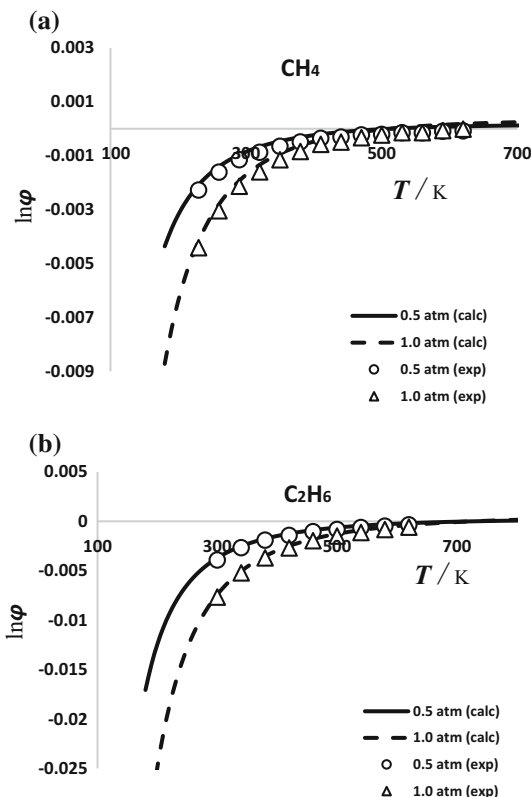 (a)
0.003
CH4
0.001
100 300 500 700
-0.001
T / K
lnφ
-0.003
-0.005
0.5 atm (calc)
1.0 atm (calc)
-0.007
0.5 atm (exp)
1.0 atm (exp)
-0.009
(b)
0.005
C2H6
0
100 300 500 700
T / K
-0.005
-0.01
lnφ
-0.015
0.5 atm (calc)
-0.02
1.0 atm (calc)
0.5 atm (exp)
-0.025
1.0 atm (exp)